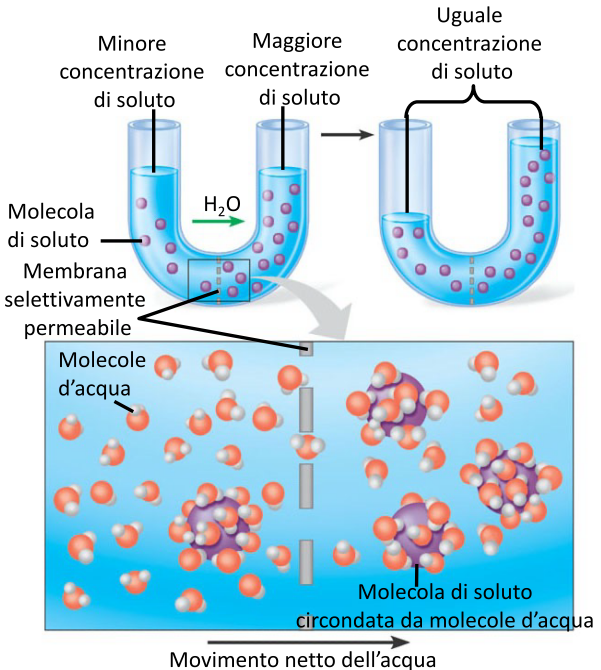 Minore
concentrazione
di soluto
Maggiore
concentrazione
di soluto
Uguale
concentrazione
di soluto
H₂O
Molecola
di soluto
Membrana
selettivamente
permeabile
Molecole
d'acqua
Molecola di soluto
circondata da molecole d'acqua
Movimento netto dell'acqua